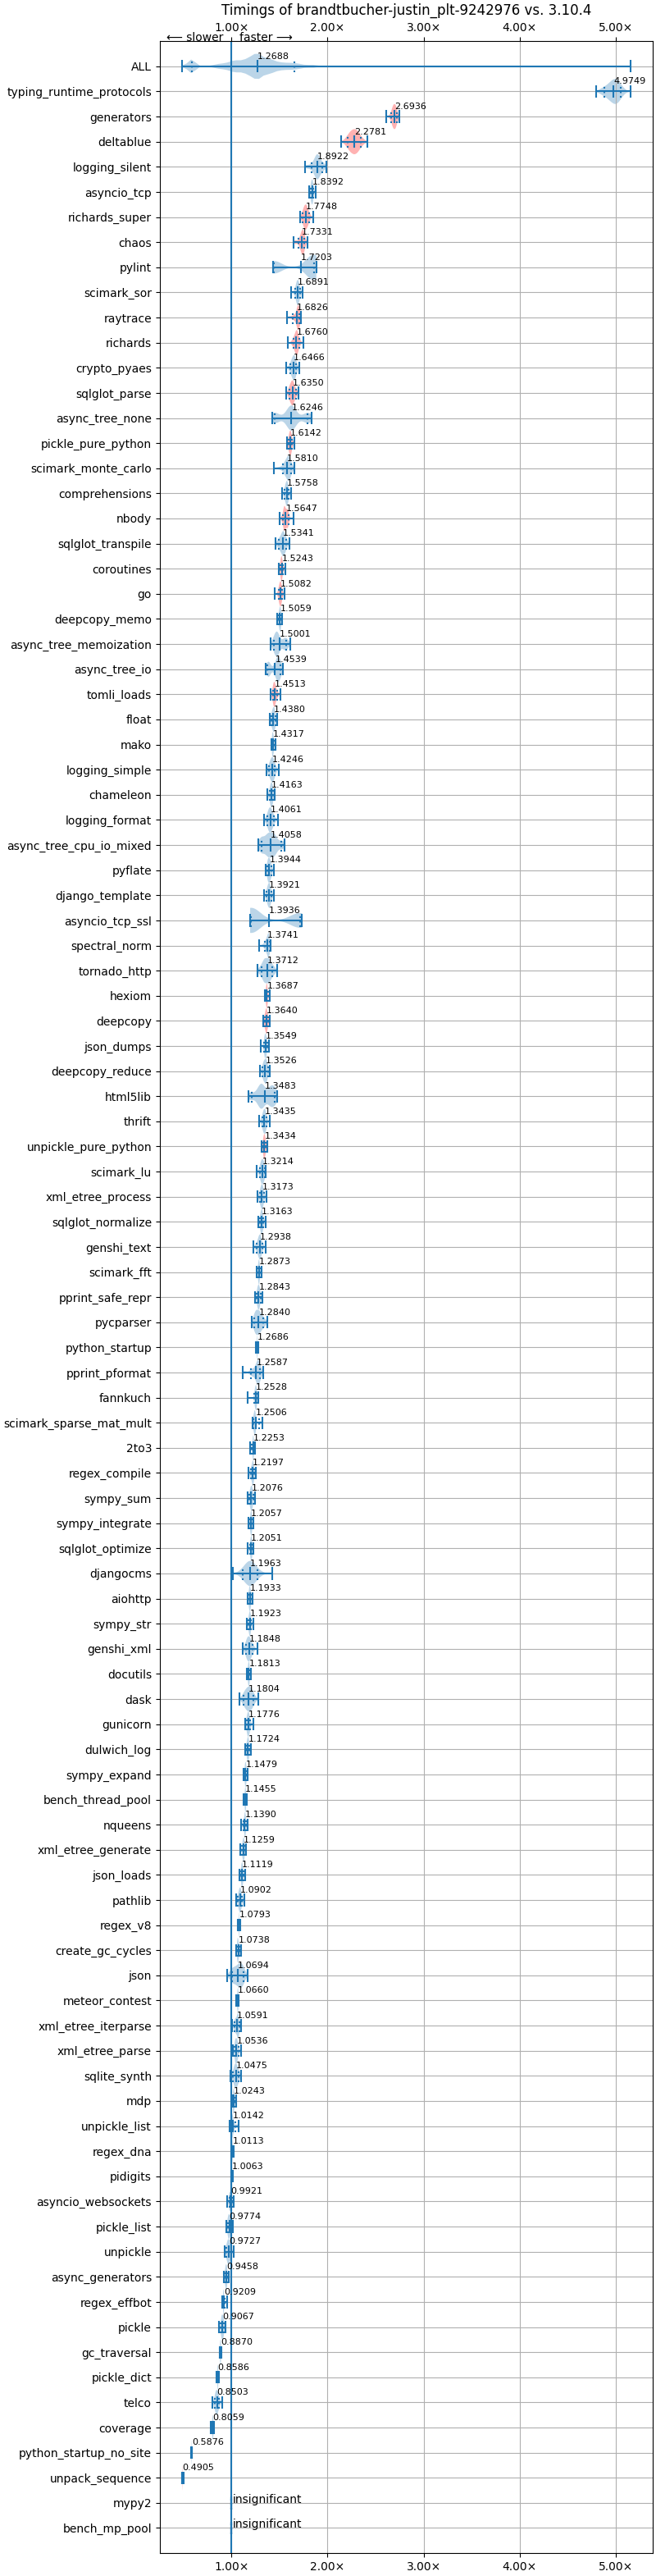 Timings of brandtbucher-justin_plt-9242976 vs. 3.10.4
1.00× 2.00× 3.00× 4.00× 5.00×
⟵ slower faster ⟶
ALL 1.2688
typing_runtime_protocols 4.9749
generators 2.6936
deltablue 2.2781
logging_silent 1.8922
asyncio_tcp 1.8392
richards_super 1.7748
chaos 1.7331
pylint 1.7203
scimark_sor 1.6891
raytrace 1.6826
richards 1.6760
crypto_pyaes 1.6466
sqlglot_parse 1.6350
async_tree_none 1.6246
pickle_pure_python 1.6142
scimark_monte_carlo 1.5810
comprehensions 1.5758
nbody 1.5647
sqlglot_transpile 1.5341
coroutines 1.5243
go 1.5082
deepcopy_memo 1.5059
async_tree_memoization 1.5001
async_tree_io 1.4539
tomli_loads 1.4513
float 1.4380
mako 1.4317
logging_simple 1.4246
chameleon 1.4163
logging_format 1.4061
async_tree_cpu_io_mixed 1.4058
pyflate 1.3944
django_template 1.3921
asyncio_tcp_ssl 1.3936
spectral_norm 1.3741
tornado_http 1.3712
hexiom 1.3687
deepcopy 1.3640
json_dumps 1.3549
deepcopy_reduce 1.3526
html5lib 1.3483
thrift 1.3435
unpickle_pure_python 1.3434
scimark_lu 1.3214
xml_etree_process 1.3173
sqlglot_normalize 1.3163
genshi_text 1.2938
scimark_fft 1.2873
pprint_safe_repr 1.2843
pycparser 1.2840
python_startup 1.2686
pprint_pformat 1.2587
fannkuch 1.2528
scimark_sparse_mat_mult 1.2506
2to3 1.2253
regex_compile 1.2197
sympy_sum 1.2076
sympy_integrate 1.2057
sqlglot_optimize 1.2051
djangocms 1.1963
aiohttp 1.1933
sympy_str 1.1923
genshi_xml 1.1848
docutils 1.1813
dask 1.1804
gunicorn 1.1776
dulwich_log 1.1724
sympy_expand 1.1479
bench_thread_pool 1.1455
nqueens 1.1390
xml_etree_generate 1.1259
json_loads 1.1119
pathlib 1.0902
regex_v8 1.0793
create_gc_cycles 1.0738
json 1.0694
meteor_contest 1.0660
xml_etree_iterparse 1.0591
xml_etree_parse 1.0536
sqlite_synth 1.0475
mdp 1.0243
unpickle_list 1.0142
regex_dna 1.0113
pidigits 1.0063
asyncio_websockets 0.9921
pickle_list 0.9774
unpickle 0.9727
async_generators 0.9458
regex_effbot 0.9209
pickle 0.9067
gc_traversal 0.8870
pickle_dict 0.8586
telco 0.8503
coverage 0.8059
python_startup_no_site 0.5876
unpack_sequence 0.4905
mypy2 insignificant
bench_mp_pool insignificant
1.00× 2.00× 3.00× 4.00× 5.00×